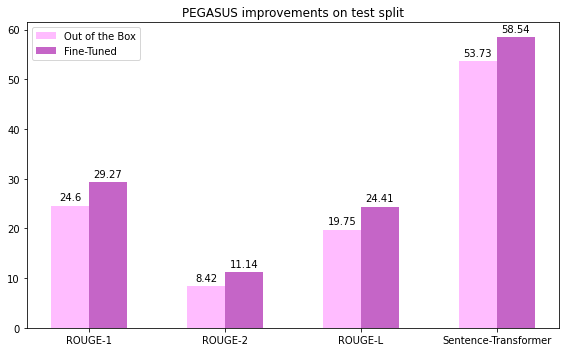 PEGASUS improvements on test split
Out of the Box
Fine-Tuned
60
50
40
30
20
10
0
24.6
29.27
8.42
11.14
19.75
24.41
53.73
58.54
ROUGE-1
ROUGE-2
ROUGE-L
Sentence-Transformer